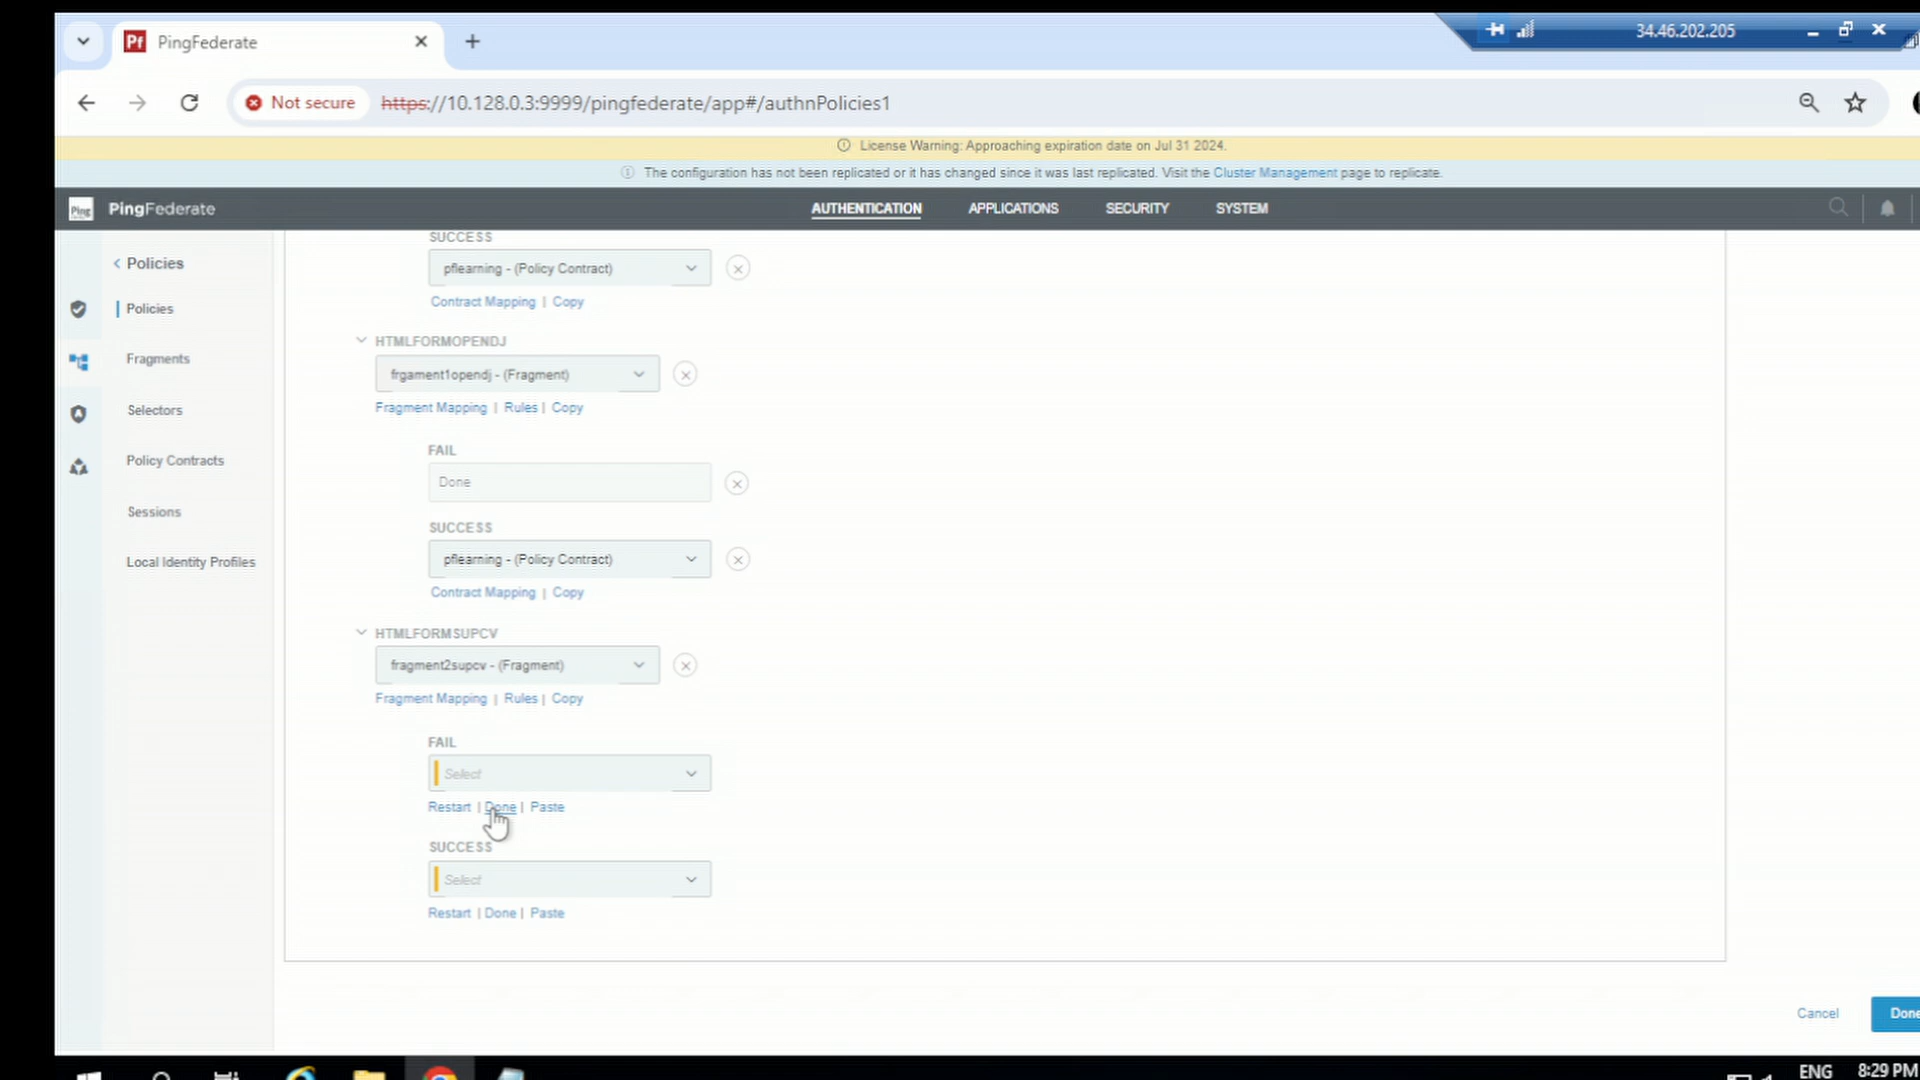 PingFederate
34.46.202.205
Not secure https://10.128.0.3:9999/pingfederate/app#/authnPolicies1
License Warning: Approaching expiration date on Jul 31 2024.
The configuration has not been replicated or it has changed since it was last replicated. Visit the Cluster Management page to replicate.
Ping PingFederate AUTHENTICATION APPLICATIONS SECURITY SYSTEM
Policies
Policies
Fragments
Selectors
Policy Contracts
Sessions
Local Identity Profiles
SUCCESS
pflearning - (Policy Contract)
Contract Mapping | Copy
HTMLFORMOPENDJ
frgament1opendj - (Fragment)
Fragment Mapping | Rules | Copy
FAIL
Done
SUCCESS
pflearning - (Policy Contract)
Contract Mapping | Copy
HTMLFORMSUPCV
fragment2supcv - (Fragment)
Fragment Mapping | Rules | Copy
FAIL
Select
Restart | Done | Paste
SUCCESS
Select
Restart | Done | Paste
Cancel Done
ENG 8:29 PM